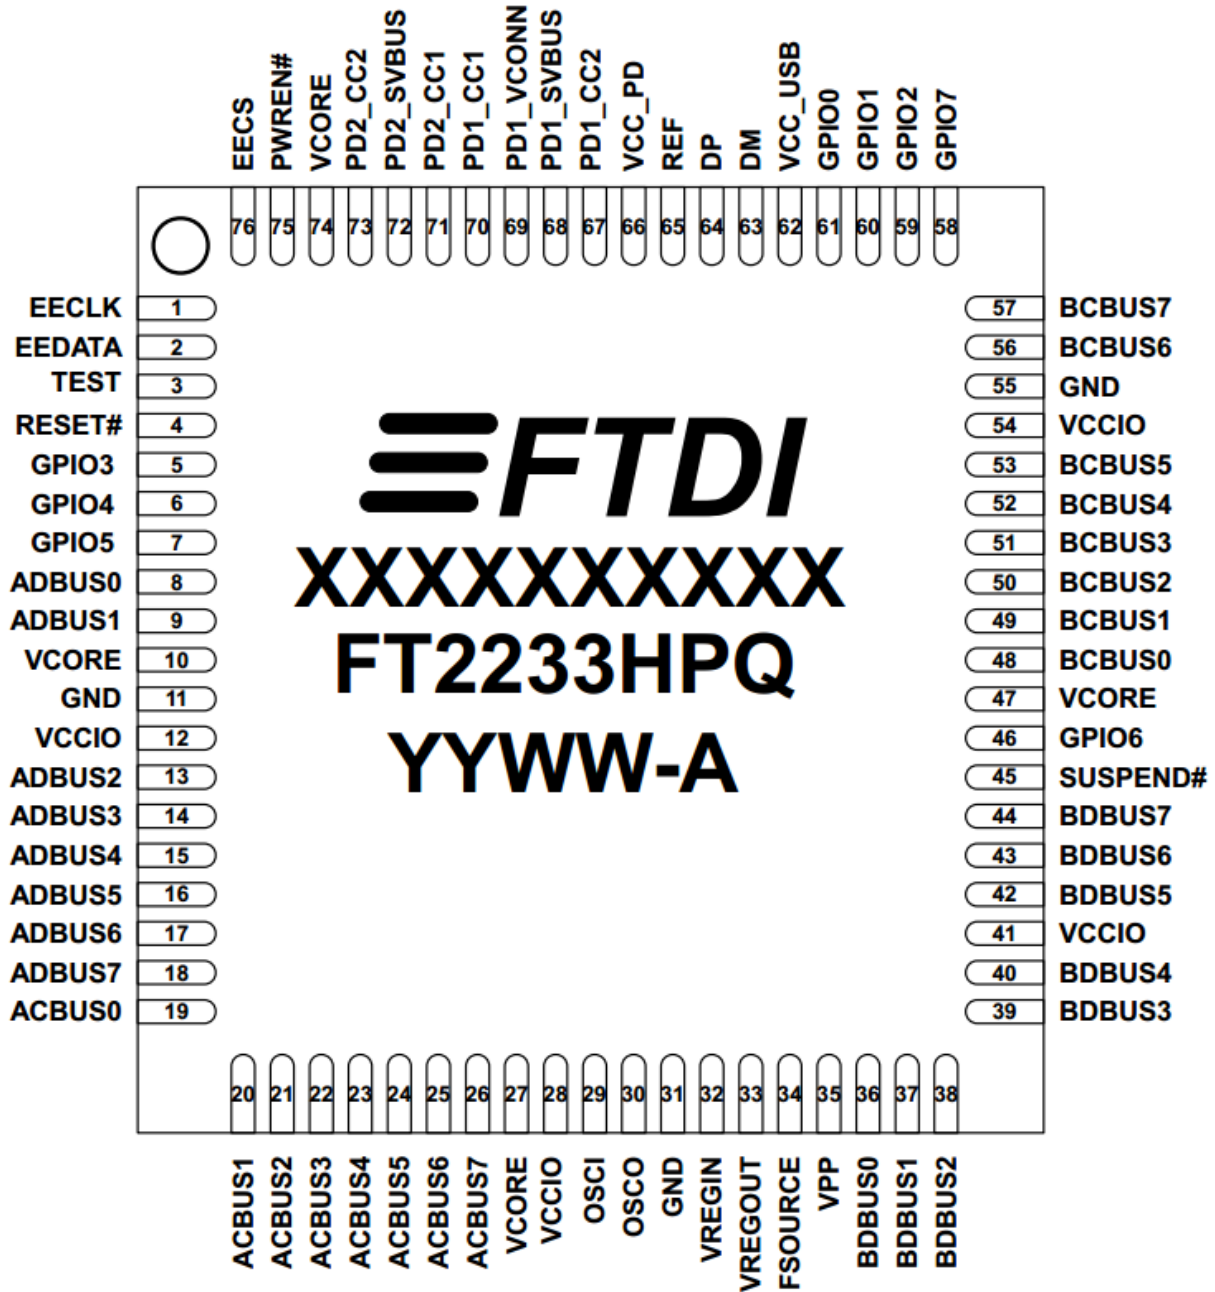 EECS
PWREN#
VCORE
PD2_CC2
PD2_SVBUS
PD2_CC1
PD1_CC1
PD1_VCONN
PD1_SVBUS
PD1_CC2
VCC_PD
REF
DP
DM
VCC_USB
GPIO0
GPIO1
GPIO2
GPIO7
76 75 74 73 72 71 70 69 68 67 66 65 64 63 62 61 60 59 58
EECLK 1
EEDATA 2
TEST 3
RESET# 4
GPIO3 5
GPIO4 6
GPIO5 7
ADBUS0 8
ADBUS1 9
VCORE 10
GND 11
VCCIO 12
ADBUS2 13
ADBUS3 14
ADBUS4 15
ADBUS5 16
ADBUS6 17
ADBUS7 18
ACBUS0 19
FTDI
XXXXXXXXXX
FT2233HPQ
YYWW-A
57 BCBUS7
56 BCBUS6
55 GND
54 VCCIO
53 BCBUS5
52 BCBUS4
51 BCBUS3
50 BCBUS2
49 BCBUS1
48 BCBUS0
47 VCORE
46 GPIO6
45 SUSPEND#
44 BDBUS7
43 BDBUS6
42 BDBUS5
41 VCCIO
40 BDBUS4
39 BDBUS3
20 21 22 23 24 25 26 27 28 29 30 31 32 33 34 35 36 37 38
ACBUS1
ACBUS2
ACBUS3
ACBUS4
ACBUS5
ACBUS6
ACBUS7
VCORE
VCCIO
OSCI
OSCO
GND
VREGIN
VREGOUT
FSOURCE
VPP
BDBUS0
BDBUS1
BDBUS2